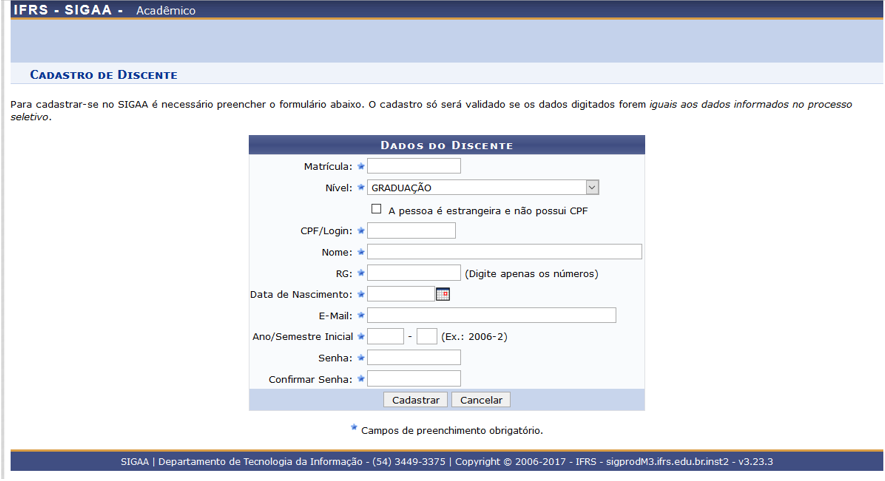 IFRS - SIGAA - Acadêmico
Cadastro de Discente
Para cadastrar-se no SIGAA é necessário preencher o formulário abaixo. O cadastro só será validado se os dados digitados forem iguais aos dados informados no processo
seletivo.
Dados do Discente
Matrícula:
Nível: GRADUAÇÃO
A pessoa é estrangeira e não possui CPF
CPF/Login:
Nome:
RG: (Digite apenas os números)
Data de Nascimento:
E-Mail:
Ano/Semestre Inicial - (Ex.: 2006-2)
Senha:
Confirmar Senha:
Cadastrar Cancelar
Campos de preenchimento obrigatório.
SIGAA | Departamento de Tecnologia da Informação - (54) 3449-3375 | Copyright © 2006-2017 - IFRS - sigprodM3.ifrs.edu.br.inst2 - v3.23.3